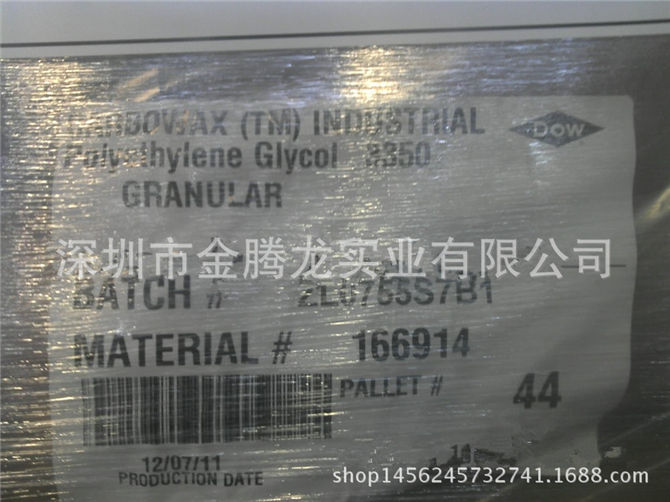 CARBOWAX (TM) INDUSTRIAL
DOW
Polyethylene Glycol 3350
GRANULAR
深圳市金腾龙实业有限公司
BATCH #
MATERIAL # 166914
PALLET # 44
12/07/11
PRODUCTION DATE
shop1456245732741.1688.com